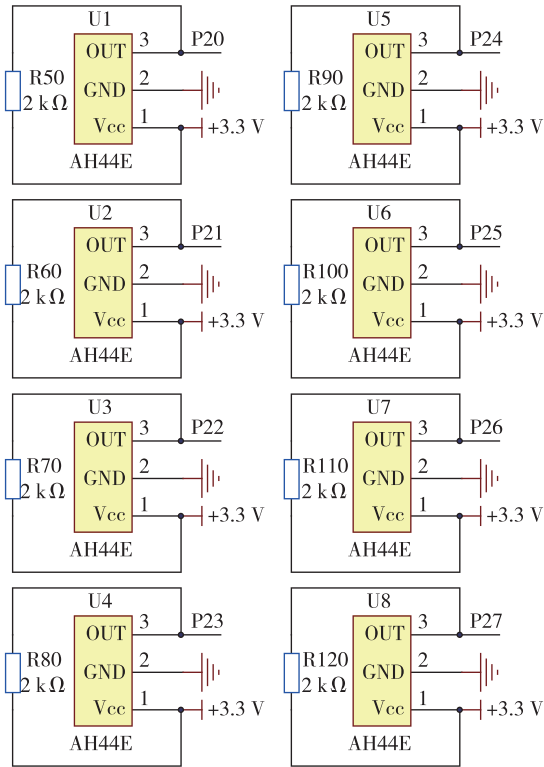 U1
OUT 3 P20
R50
2 kΩ
GND 2
Vcc 1 +3.3 V
AH44E
U5
OUT 3 P24
R90
2 kΩ
GND 2
Vcc 1 +3.3 V
AH44E
U2
OUT 3 P21
R60
2 kΩ
GND 2
Vcc 1 +3.3 V
AH44E
U6
OUT 3 P25
R100
2 kΩ
GND 2
Vcc 1 +3.3 V
AH44E
U3
OUT 3 P22
R70
2 kΩ
GND 2
Vcc 1 +3.3 V
AH44E
U7
OUT 3 P26
R110
2 kΩ
GND 2
Vcc 1 +3.3 V
AH44E
U4
OUT 3 P23
R80
2 kΩ
GND 2
Vcc 1 +3.3 V
AH44E
U8
OUT 3 P27
R120
2 kΩ
GND 2
Vcc 1 +3.3 V
AH44E